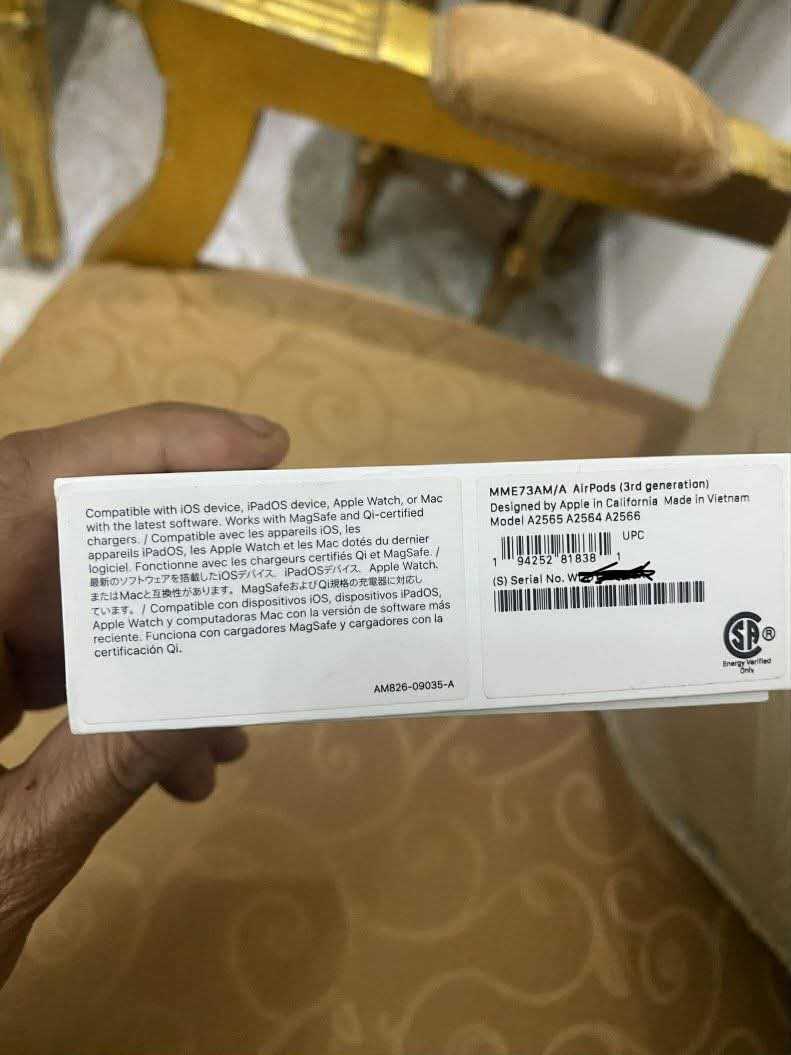 Compatible with iOS device, iPadOS device, Apple Watch, or Mac
with the latest software. Works with MagSafe and Qi-certified
chargers. / Compatible avec les appareils iOS, les
appareils iPadOS, les Apple Watch et les Mac dotés du dernier
logiciel. Fonctionne avec les chargeurs certifiés Qi et MagSafe. /
最新のソフトウェアを搭載したiOSデバイス、iPadOSデバイス、Apple Watch、
またはMacと互換性があります。MagSafeおよびQi規格の充電器に対応し
ています。/ Compatible con dispositivos iOS, dispositivos iPadOS,
Apple Watch y computadoras Mac con la versión de software más
reciente. Funciona con cargadores MagSafe y cargadores con la
certificación Qi.
AM826-09035-A
MME73AM/A AirPods (3rd generation)
Designed by Apple in California Made in Vietnam
Model A2565 A2564 A2566
UPC
1 94252 81838 1
(S) Serial No.
SA®
Energy Verified
Only